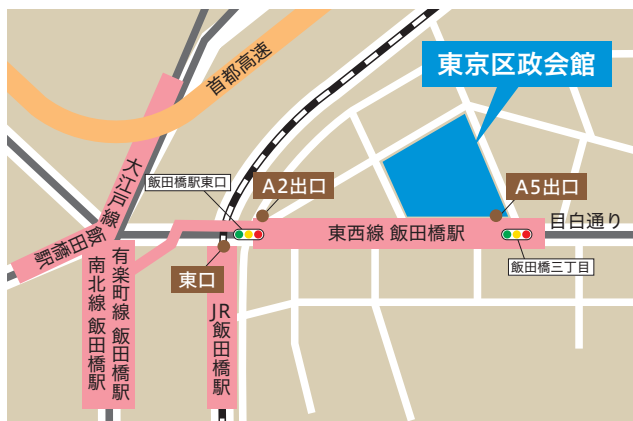 首都高速
東京区政会館
大江戸線 飯田橋駅
飯田橋駅東口
A2出口
A5出口
目白通り
東西線 飯田橋駅
飯田橋三丁目
東口
JR飯田橋駅
有楽町線 飯田橋駅
南北線 飯田橋駅